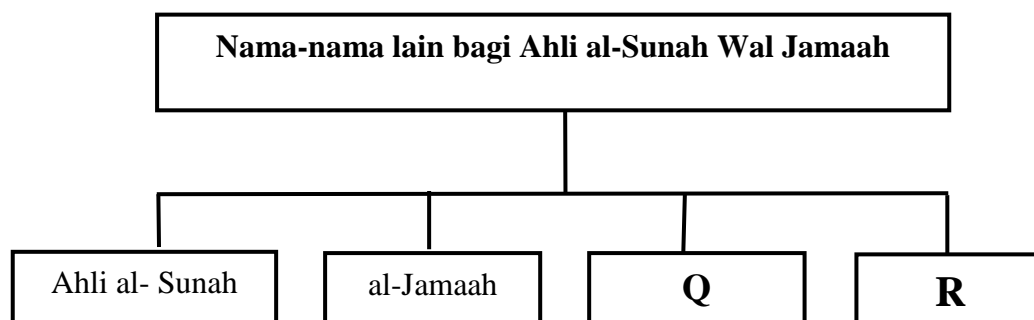 Nama-nama lain bagi Ahli al-Sunah Wal Jamaah
Ahli al- Sunah
al-Jamaah
Q
R